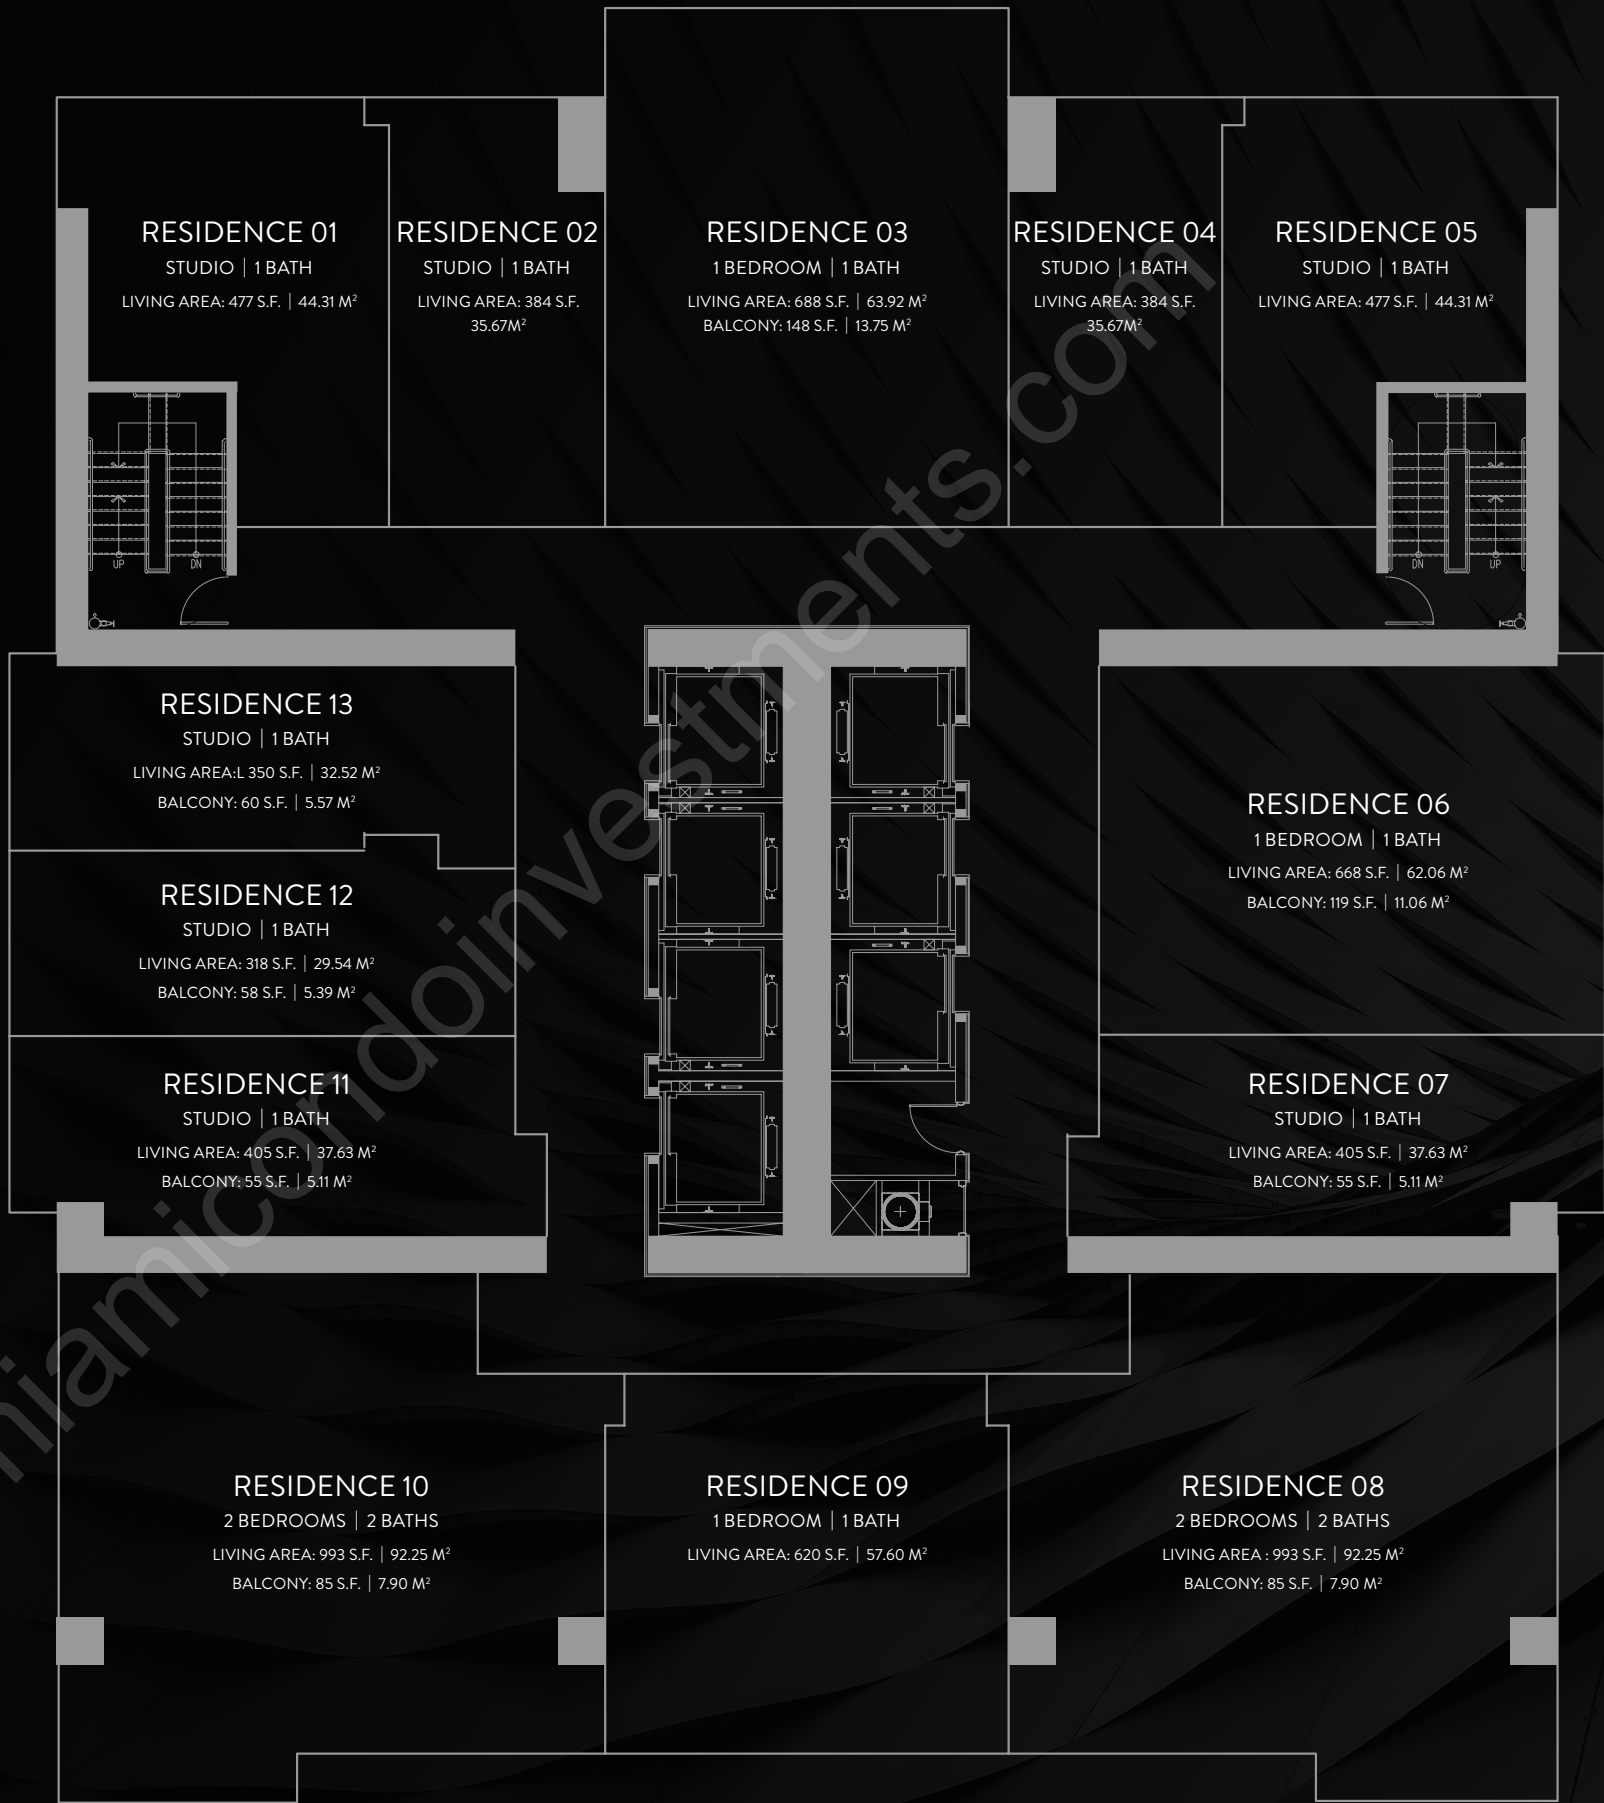 RESIDENCE 01
STUDIO | 1 BATH
LIVING AREA: 477 S.F. | 44.31 M²
RESIDENCE 02
STUDIO | 1 BATH
LIVING AREA: 384 S.F.
35.67M²
RESIDENCE 03
1 BEDROOM | 1 BATH
LIVING AREA: 688 S.F. | 63.92 M²
BALCONY: 148 S.F. | 13.75 M²
RESIDENCE 04
STUDIO | 1 BATH
LIVING AREA: 384 S.F.
35.67M²
RESIDENCE 05
STUDIO | 1 BATH
LIVING AREA: 477 S.F. | 44.31 M²
UP
DN
DN
UP
RESIDENCE 13
STUDIO | 1 BATH
LIVING AREA:L 350 S.F. | 32.52 M²
BALCONY: 60 S.F. | 5.57 M²
RESIDENCE 06
1 BEDROOM | 1 BATH
LIVING AREA: 668 S.F. | 62.06 M²
BALCONY: 119 S.F. | 11.06 M²
RESIDENCE 12
STUDIO | 1 BATH
LIVING AREA: 318 S.F. | 29.54 M²
BALCONY: 58 S.F. | 5.39 M²
RESIDENCE 11
STUDIO | 1 BATH
LIVING AREA: 405 S.F. | 37.63 M²
BALCONY: 55 S.F. | 5.11 M²
RESIDENCE 07
STUDIO | 1 BATH
LIVING AREA: 405 S.F. | 37.63 M²
BALCONY: 55 S.F. | 5.11 M²
RESIDENCE 10
2 BEDROOMS | 2 BATHS
LIVING AREA: 993 S.F. | 92.25 M²
BALCONY: 85 S.F. | 7.90 M²
RESIDENCE 09
1 BEDROOM | 1 BATH
LIVING AREA: 620 S.F. | 57.60 M²
RESIDENCE 08
2 BEDROOMS | 2 BATHS
LIVING AREA : 993 S.F. | 92.25 M²
BALCONY: 85 S.F. | 7.90 M²
miamicondoinvestments.com